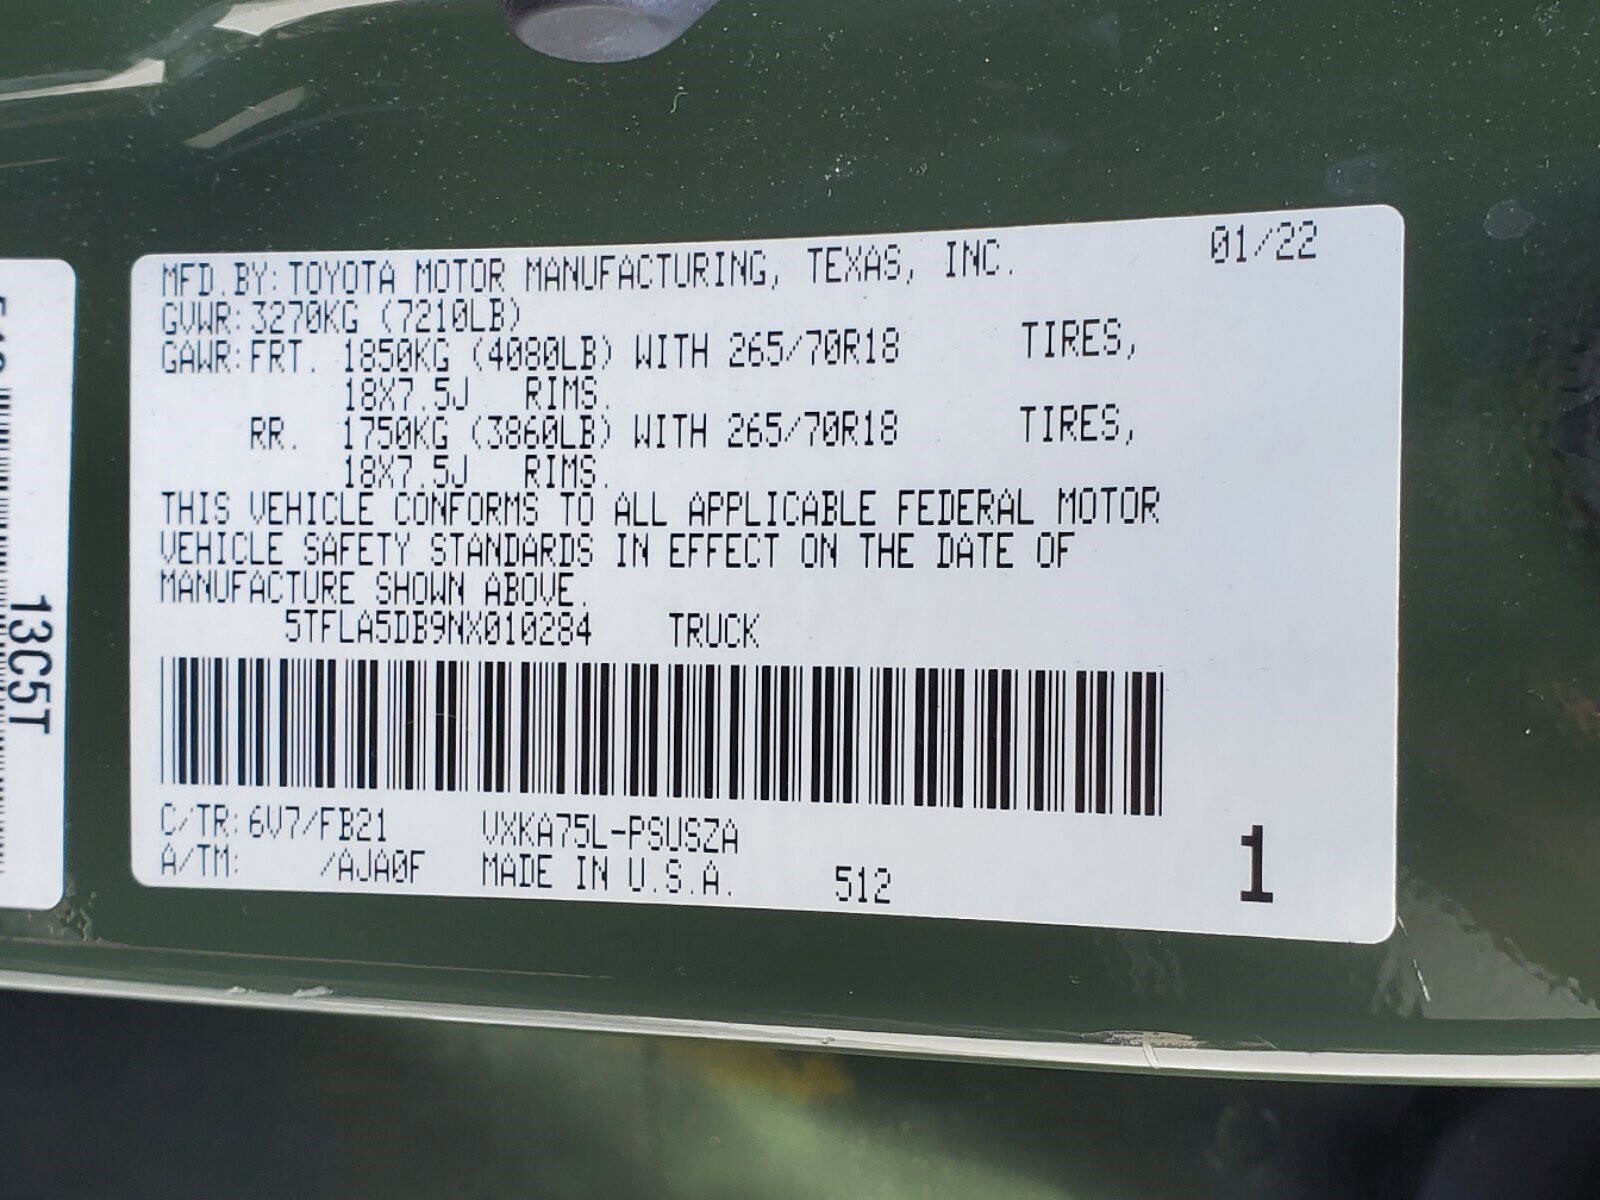 MFD.BY:TOYOTA MOTOR MANUFACTURING, TEXAS, INC. 01/22
GVWR:3270KG (7210LB)
GAWR:FRT. 1850KG (4080LB) WITH 265/70R18 TIRES,
18X7.5J RIMS.
RR. 1750KG (3860LB) WITH 265/70R18 TIRES,
18X7.5J RIMS.
THIS VEHICLE CONFORMS TO ALL APPLICABLE FEDERAL MOTOR
VEHICLE SAFETY STANDARDS IN EFFECT ON THE DATE OF
MANUFACTURE SHOWN ABOVE.
5TFLA5DB9NX010284 TRUCK
C/TR:6V7/FB21 VXKA75L-PSUSZA
A/TM: /AJA0F MADE IN U.S.A. 512 1
13C5T